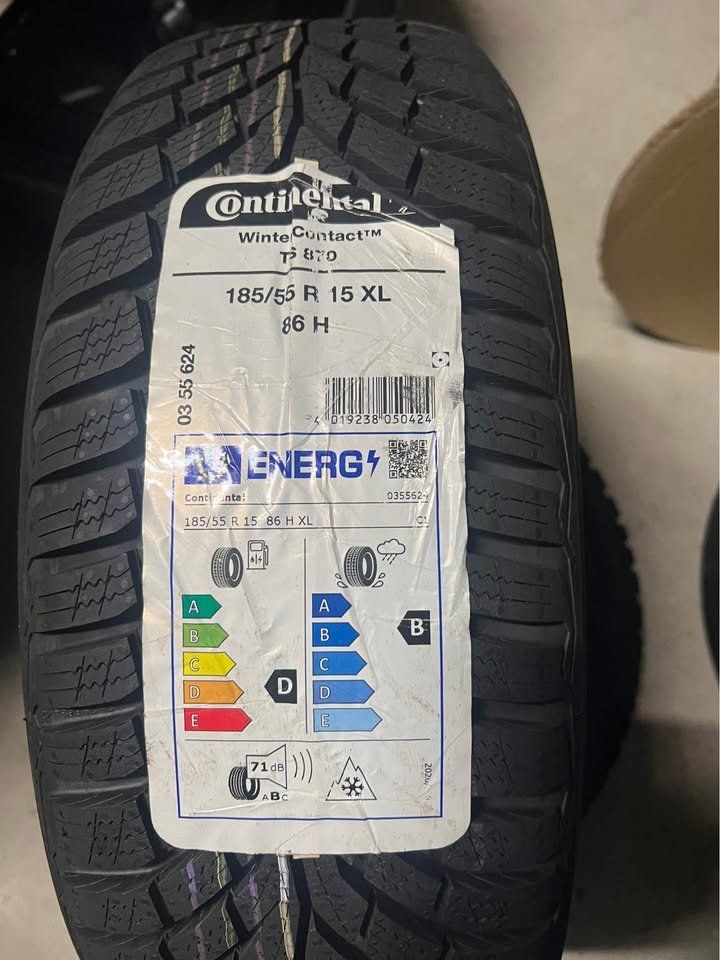 Continental
WinterContact™
TS 870
185/55 R 15 XL
86 H
03 55 624
4 019238 050424
ENERG
Continental
0355624
185/55 R 15 86 H XL
C1
A
B
C
D
E
D
A
B
C
D
E
B
71 dB
ABC